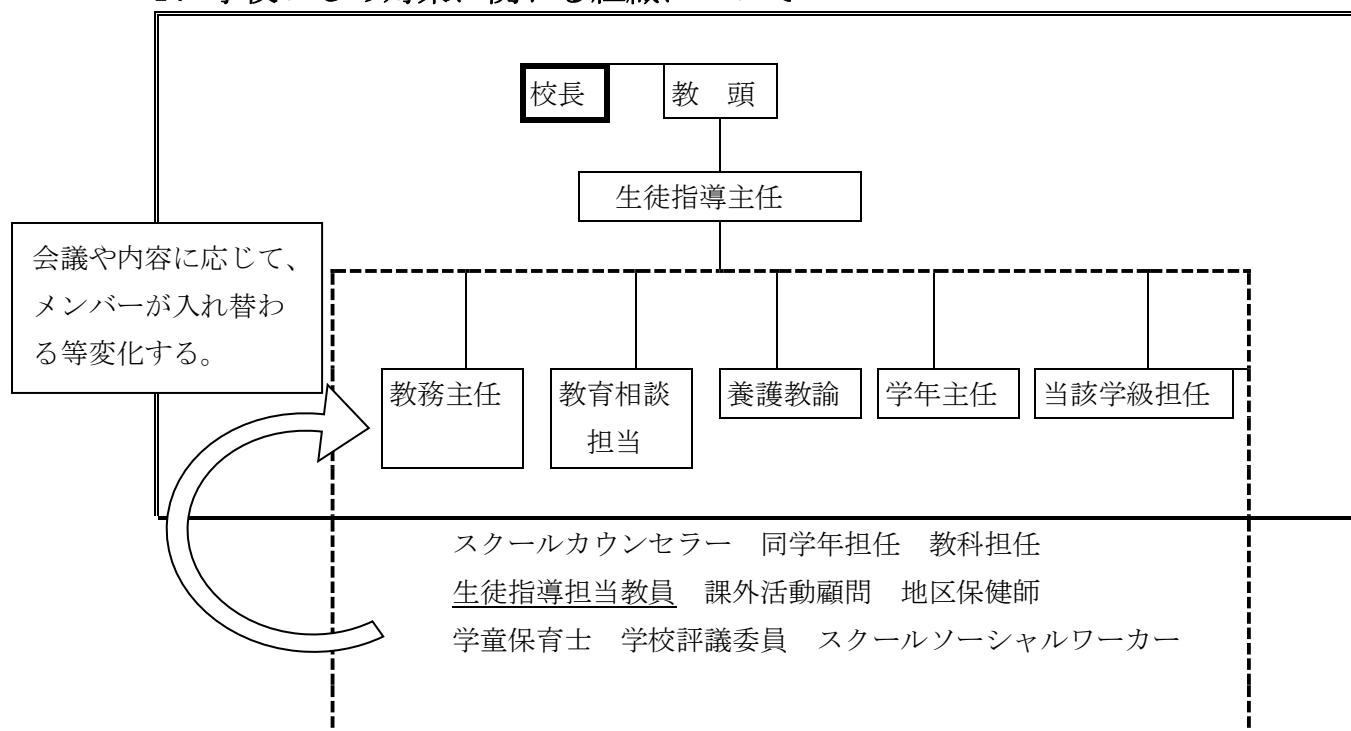 校長
教　頭
生徒指導主任
会議や内容に応じて、
メンバーが入れ替わ
る等変化する。
教務主任
教育相談
担当
養護教諭
学年主任
当該学級担任
スクールカウンセラー　同学年担任　教科担任
生徒指導担当教員　課外活動顧問　地区保健師
学童保育士　学校評議委員　スクールソーシャルワーカー